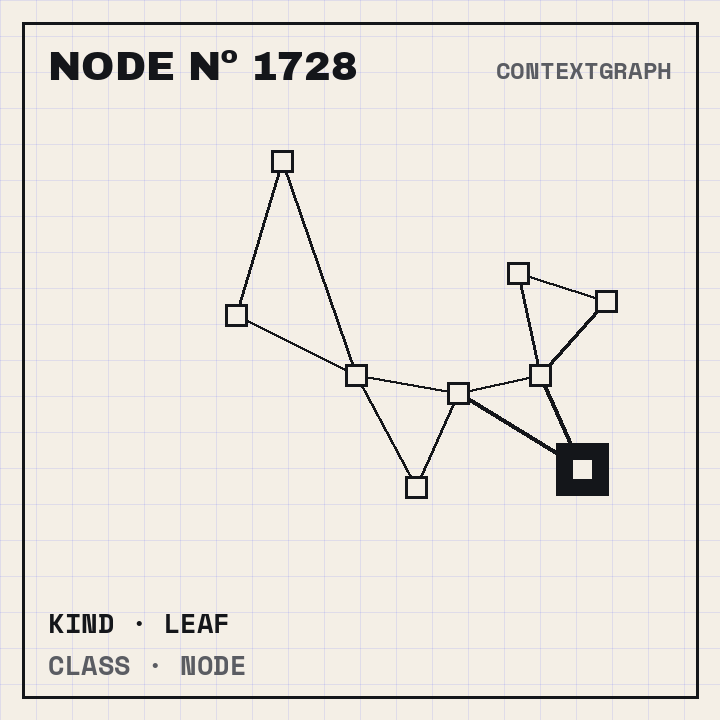 NODE Nº 1728
CONTEXTGRAPH
KIND · LEAF
CLASS · NODE